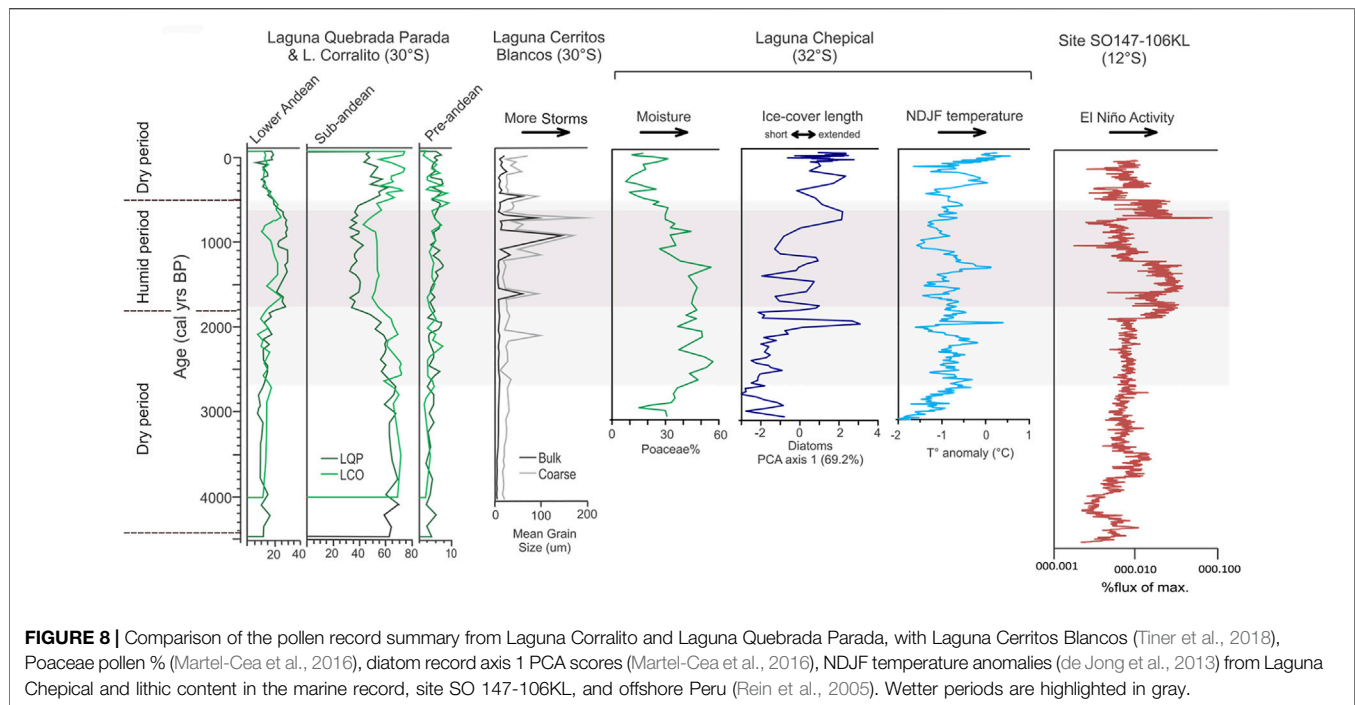 Laguna Quebrada Parada
& L. Corralito (30°S)
Laguna Cerritos
Blancos (30°S)
Laguna Chepical
(32°S)
Site SO147-106KL
(12°S)
Lower Andean
Sub-andean
Pre-andean
More Storms
Moisture
Ice-cover length
short extended
NDJF temperature
El Niño Activity
Dry period
Humid period
Dry period
Age (cal yrs BP)
0
1000
2000
3000
4000
LQP
LCO
Bulk
Coarse
20 40
20 40 60 80
10
0 100 200
Mean Grain
Size (um)
0 30 60
Poaceae%
-2 0 2 4
Diatoms
PCA axis 1 (69.2%)
-2 -1 0 1
T° anomaly (°C)
000.001 000.010 000.100
%flux of max.
FIGURE 8 | Comparison of the pollen record summary from Laguna Corralito and Laguna Quebrada Parada, with Laguna Cerritos Blancos (Tiner et al., 2018),
Poaceae pollen % (Martel-Cea et al., 2016), diatom record axis 1 PCA scores (Martel-Cea et al., 2016), NDJF temperature anomalies (de Jong et al., 2013) from Laguna
Chepical and lithic content in the marine record, site SO 147-106KL, and offshore Peru (Rein et al., 2005). Wetter periods are highlighted in gray.